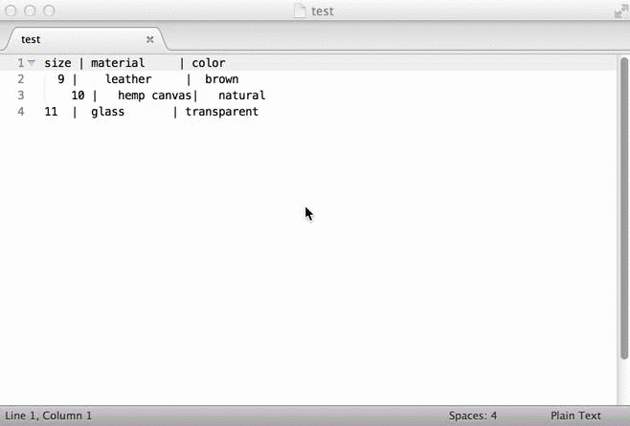 test
test
1 size | material     | color
2   9 |    leather     |  brown
3     10 |   hemp canvas|   natural
4 11  |  glass       | transparent
Line 1, Column 1 Spaces: 4 Plain Text